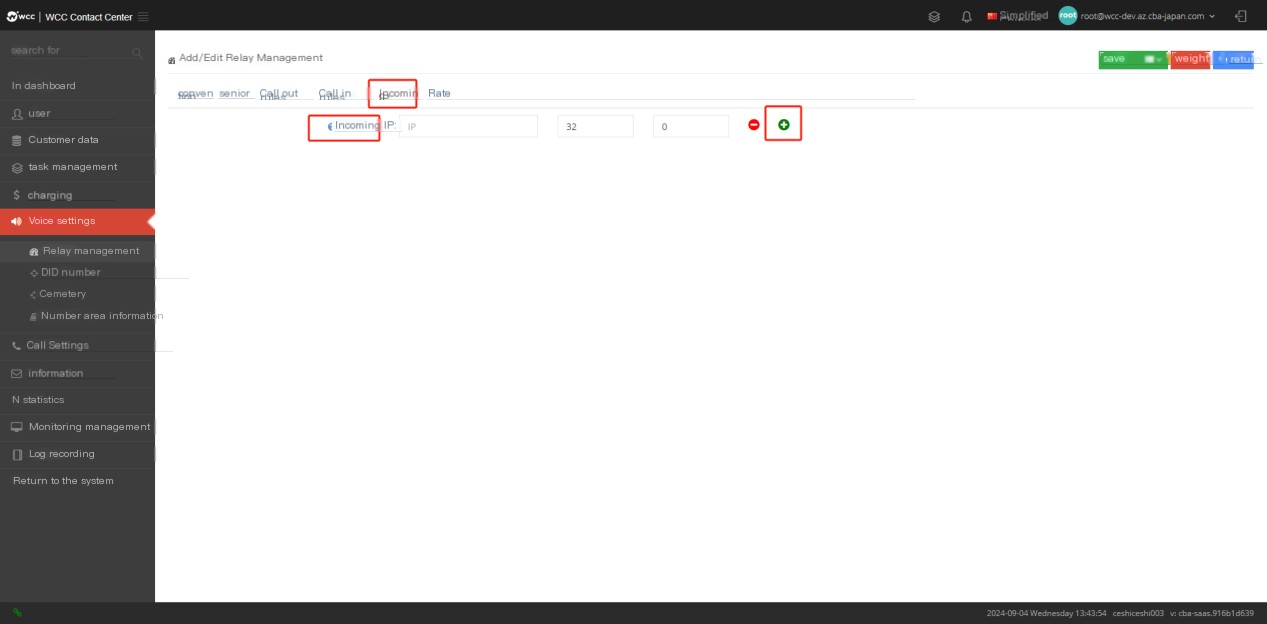 wcc | WCC Contact Center
Simplified
root
root@wcc-dev.az.cba-japan.com
search for
In dashboard
user
Customer data
task management
$ charging
Voice settings
Relay management
DID number
Cemetery
Number area information
Call Settings
information
N statistics
Monitoring management
Log recording
Return to the system
Add/Edit Relay Management
save
weight
return
conven senior Call out Call in Incomin Rate
rules rules IP
Incoming IP: IP 32 0
2024-09-04 Wednesday 13:43:54 ceshiceshi003 v: cba-saas.916b1d639